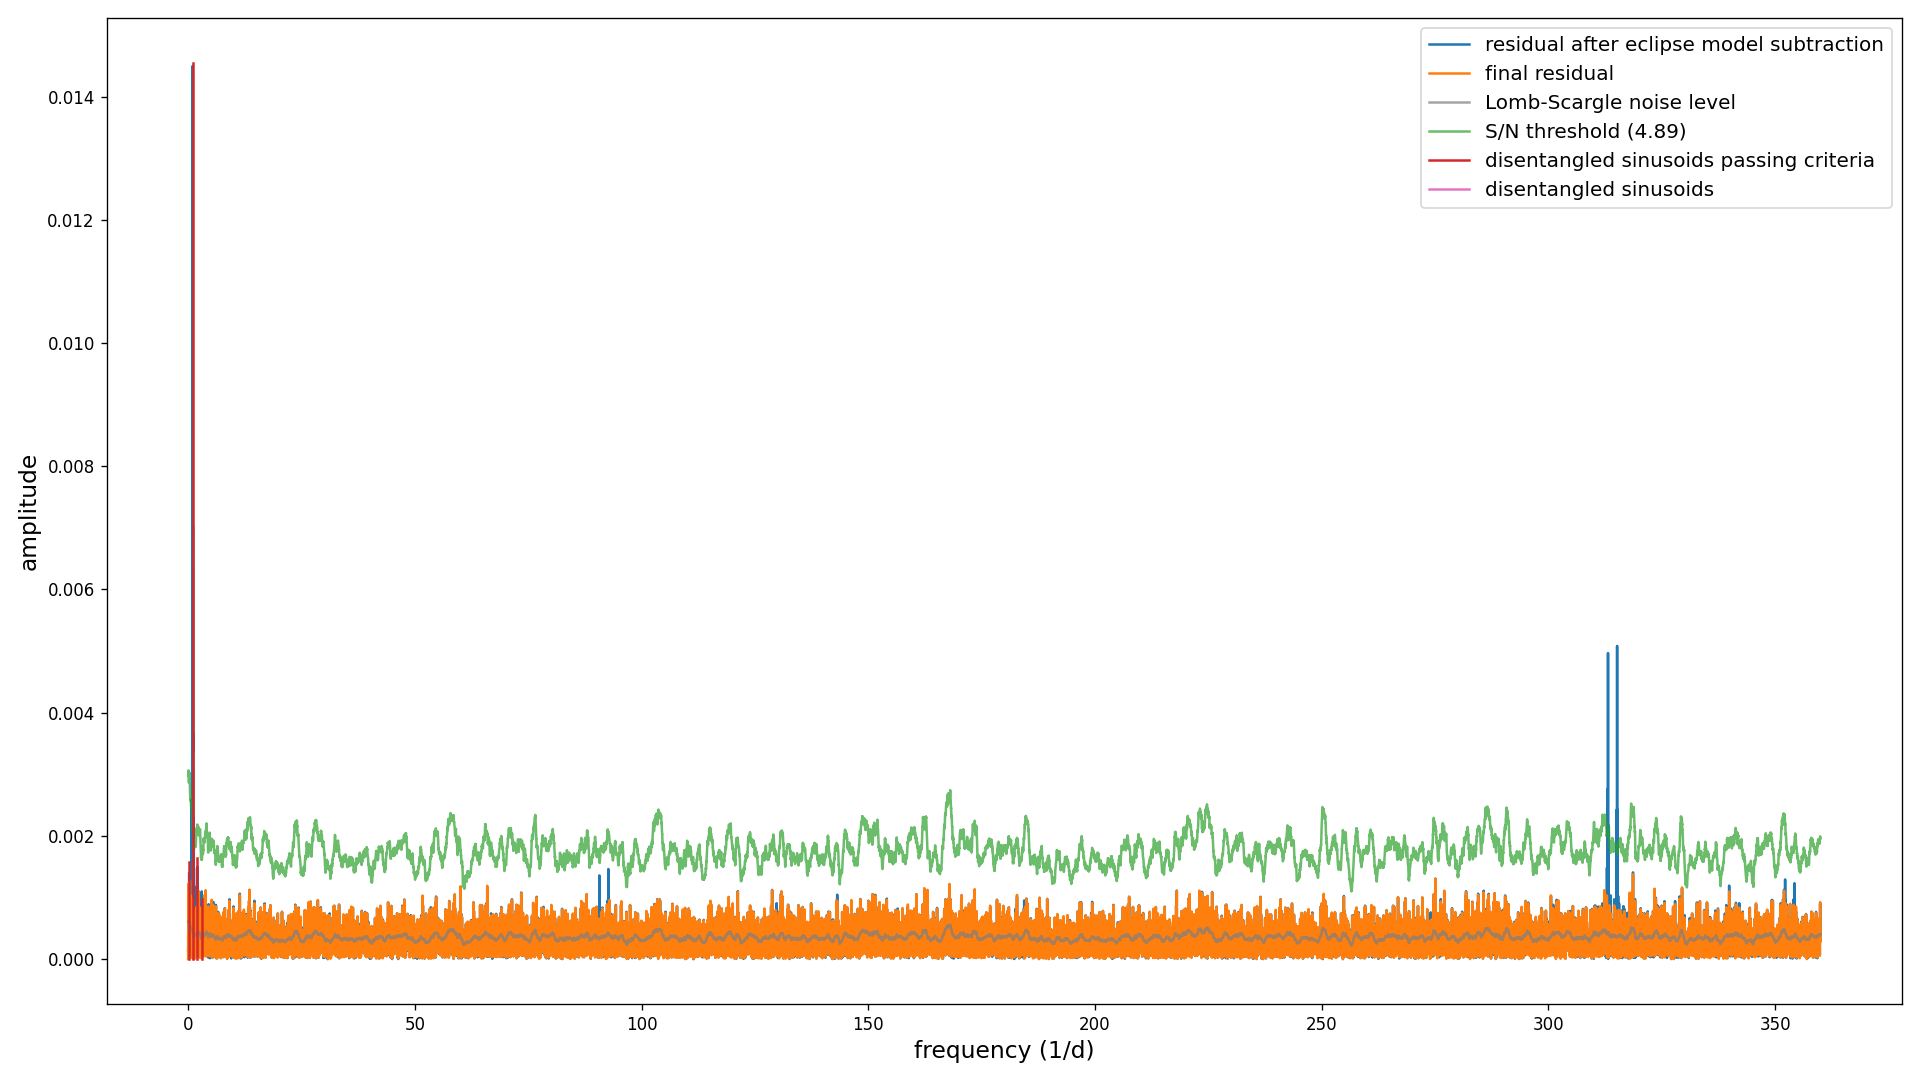 residual after eclipse model subtraction
final residual
Lomb-Scargle noise level
S/N threshold (4.89)
disentangled sinusoids passing criteria
disentangled sinusoids
0.014
0.012
0.010
0.008
0.006
0.004
0.002
0.000
amplitude
0 50 100 150 200 250 300 350
frequency (1/d)